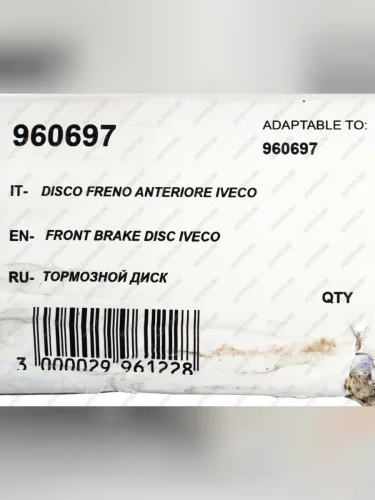 960697
ADAPTABLE TO:
960697
IT- DISCO FRENO ANTERIORE IVECO
EN- FRONT BRAKE DISC IVECO
RU- ТОРМОЗНОЙ ДИСК
QTY
3 000029 961228